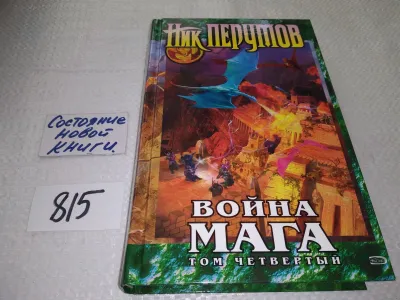 Ник ПЕРУМОВ
Состояние
новой
книги.
815
ВОЙНА
МАГА
ТОМ ЧЕТВЕРТЫЙ